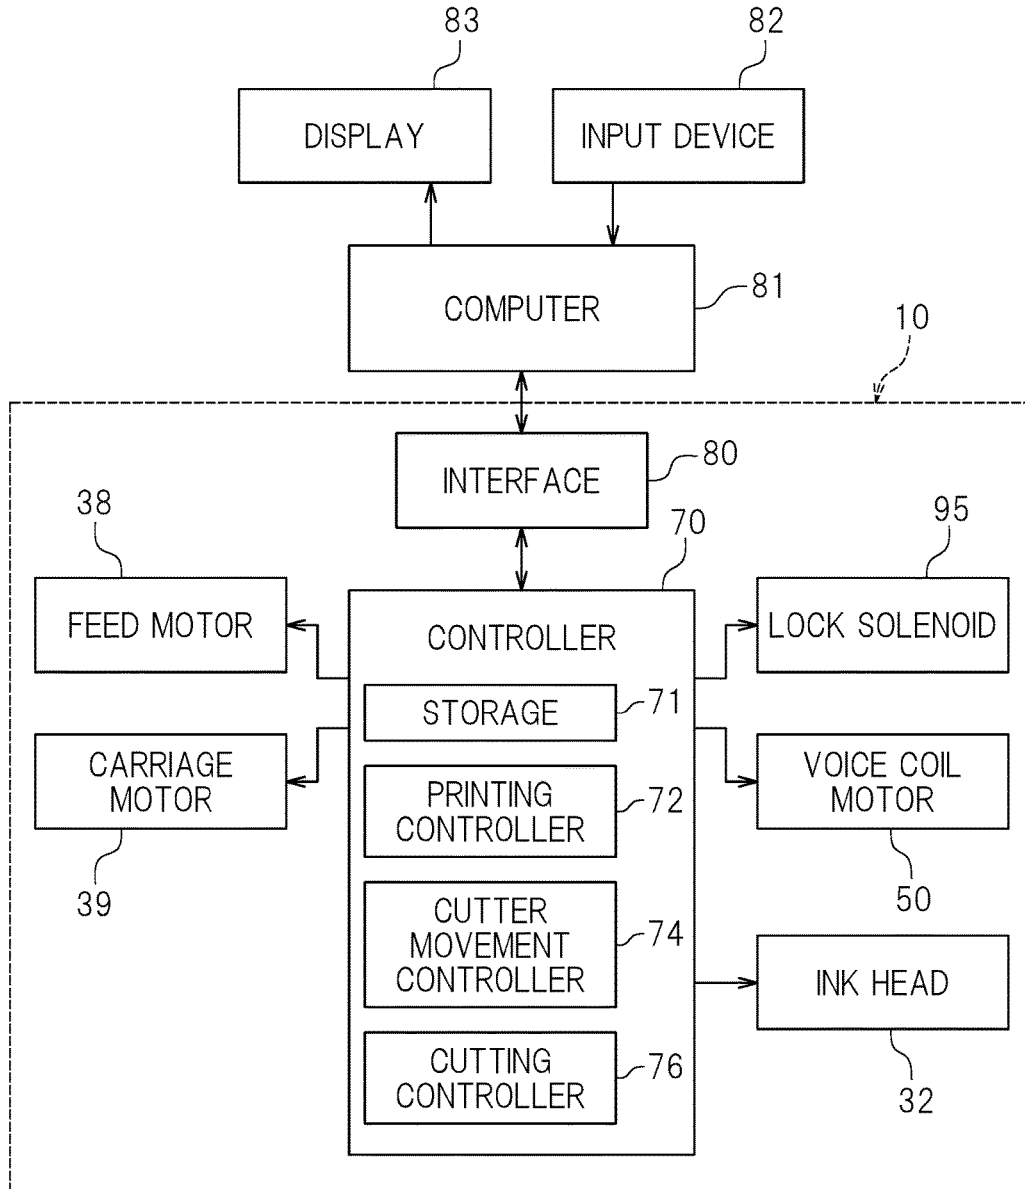 83
82
DISPLAY
INPUT DEVICE
COMPUTER
81
10
INTERFACE
80
38
70
95
FEED MOTOR
CONTROLLER
LOCK SOLENOID
STORAGE
71
CARRIAGE
MOTOR
PRINTING
CONTROLLER
72
VOICE COIL
MOTOR
39
50
CUTTER
MOVEMENT
CONTROLLER
74
INK HEAD
CUTTING
CONTROLLER
76
32